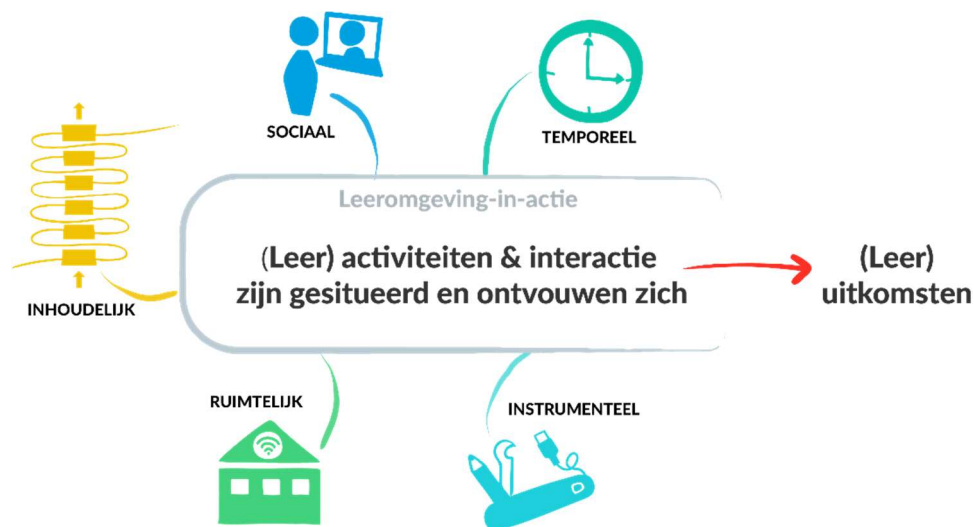 SOCIAAL
TEMPOREEL
INHOUDELIJK
Leeromgeving-in-actie
(Leer) activiteiten & interactie
zijn gesitueerd en ontvouwen zich
(Leer)
uitkomsten
RUIMTELIJK
INSTRUMENTEEL